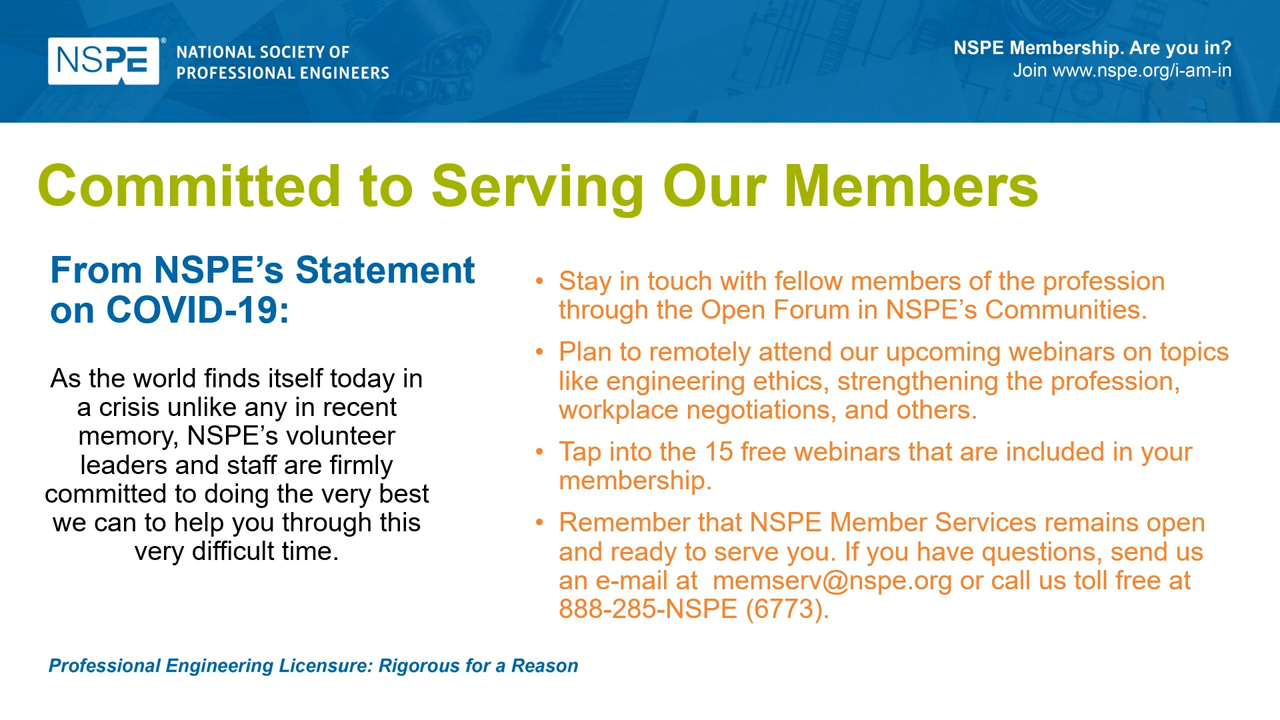 NSPE®
NATIONAL SOCIETY OF
PROFESSIONAL ENGINEERS
NSPE Membership. Are you in?
Join www.nspe.org/i-am-in
Committed to Serving Our Members
From NSPE’s Statement
on COVID-19:
As the world finds itself today in
a crisis unlike any in recent
memory, NSPE’s volunteer
leaders and staff are firmly
committed to doing the very best
we can to help you through this
very difficult time.
• Stay in touch with fellow members of the profession
through the Open Forum in NSPE’s Communities.
• Plan to remotely attend our upcoming webinars on topics
like engineering ethics, strengthening the profession,
workplace negotiations, and others.
• Tap into the 15 free webinars that are included in your
membership.
• Remember that NSPE Member Services remains open
and ready to serve you. If you have questions, send us
an e-mail at  memserv@nspe.org or call us toll free at
888-285-NSPE (6773).
Professional Engineering Licensure: Rigorous for a Reason